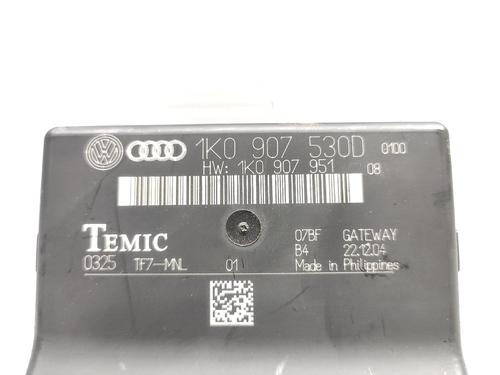 1K0 907 530D 0100
HW: 1K0 907 951 08
TEMIC 07BF GATEWAY
B4 22.12.04
0325 TF7-MNL 01 Made in Philippines